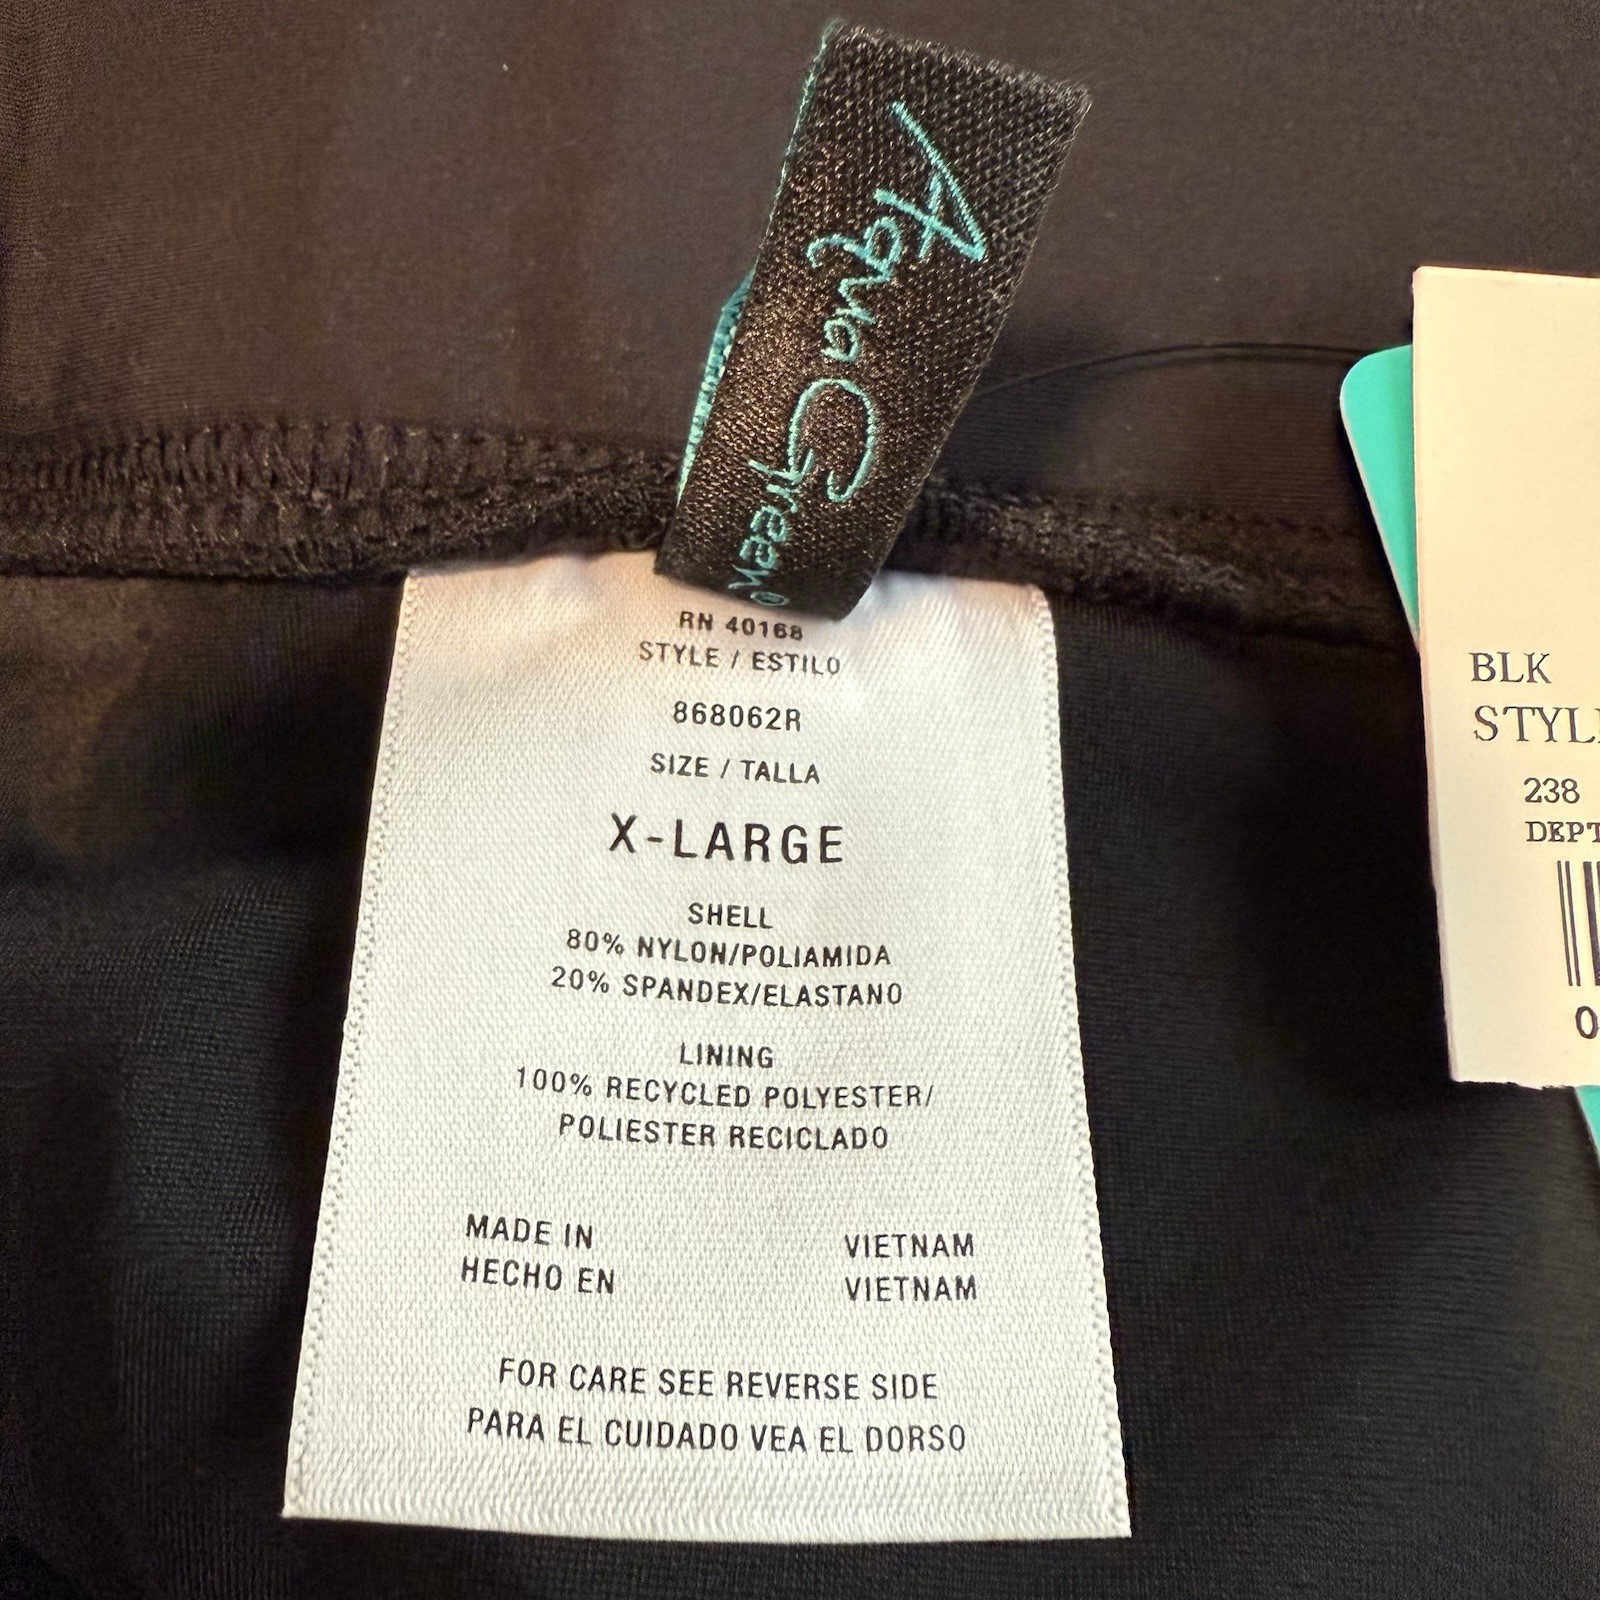 Aqua Green
RN 40168
STYLE / ESTILO
868062R
SIZE / TALLA
X-LARGE
SHELL
80% NYLON/POLIAMIDA
20% SPANDEX/ELASTANO
LINING
100% RECYCLED POLYESTER/
POLIESTER RECICLADO
MADE IN VIETNAM
HECHO EN VIETNAM
FOR CARE SEE REVERSE SIDE
PARA EL CUIDADO VEA EL DORSO
BLK
238